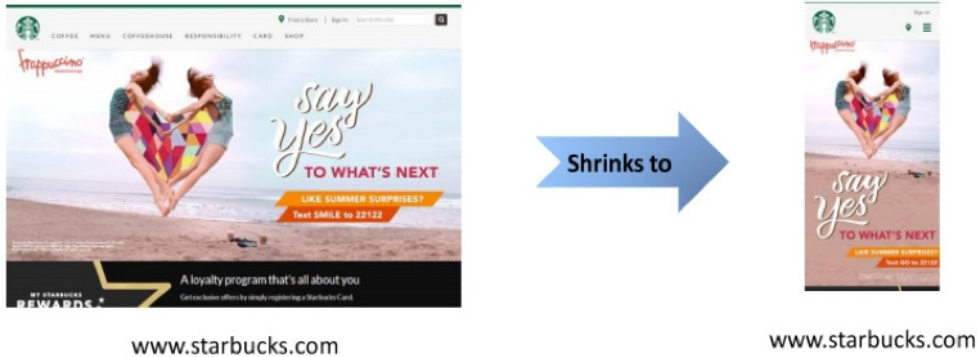 Find a Store | Sign In Search this site
COFFEE MENU COFFEEHOUSE RESPONSIBILITY CARD SHOP
frappuccino
say
yes
TO WHAT'S NEXT
LIKE SUMMER SURPRISES?
Text SMILE to 22122
A loyalty program that's all about you
Get exclusive offers by simply registering a Starbucks Card.
MY STARBUCKS
REWARDS
www.starbucks.com
Shrinks to
Sign In
frappuccino
say
yes
TO WHAT'S NEXT
LIKE SUMMER SURPRISES?
Text GO to 22122
www.starbucks.com